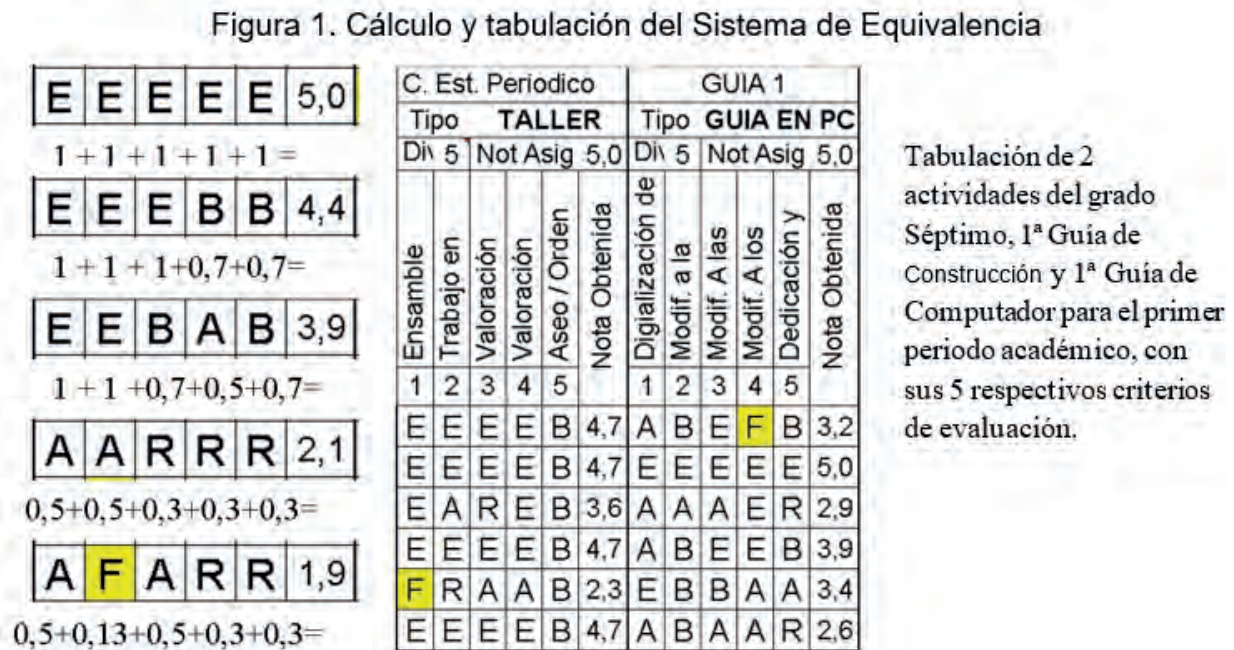 Figura 1. Cálculo y tabulación del Sistema de Equivalencia
E E E E E 5,0
1 + 1 + 1 + 1 + 1 =
E E E B B 4,4
1 + 1 + 1+0,7+0,7=
E E B A B 3,9
1 + 1 +0,7+0,5+0,7=
A A R R R 2,1
0,5+0,5+0,3+0,3+0,3=
A F A R R 1,9
0,5+0,13+0,5+0,3+0,3=
C. Est. Periodico GUIA 1
Tipo TALLER Tipo GUIA EN PC
Di\ 5 Not Asig 5,0 Di\ 5 Not Asig 5,0
Ensamble
Trabajo en
Valoración
Valoración
Aseo / Orden
Nota Obtenida
Digialización de
Modif. a la
Modif. A las
Modif. A los
Dedicación y
Nota Obtenida
1 2 3 4 5 1 2 3 4 5
E E E E B 4,7 A B E F B 3,2
E E E E B 4,7 E E E E E 5,0
E A R E B 3,6 A A A E R 2,9
E E E E B 4,7 A B E E B 3,9
F R A A B 2,3 E B B A A 3,4
E E E E B 4,7 A B A A R 2,6
Tabulación de 2
actividades del grado
Séptimo, 1ª Guía de
Construcción y 1ª Guía de
Computador para el primer
periodo académico, con
sus 5 respectivos criterios
de evaluación.